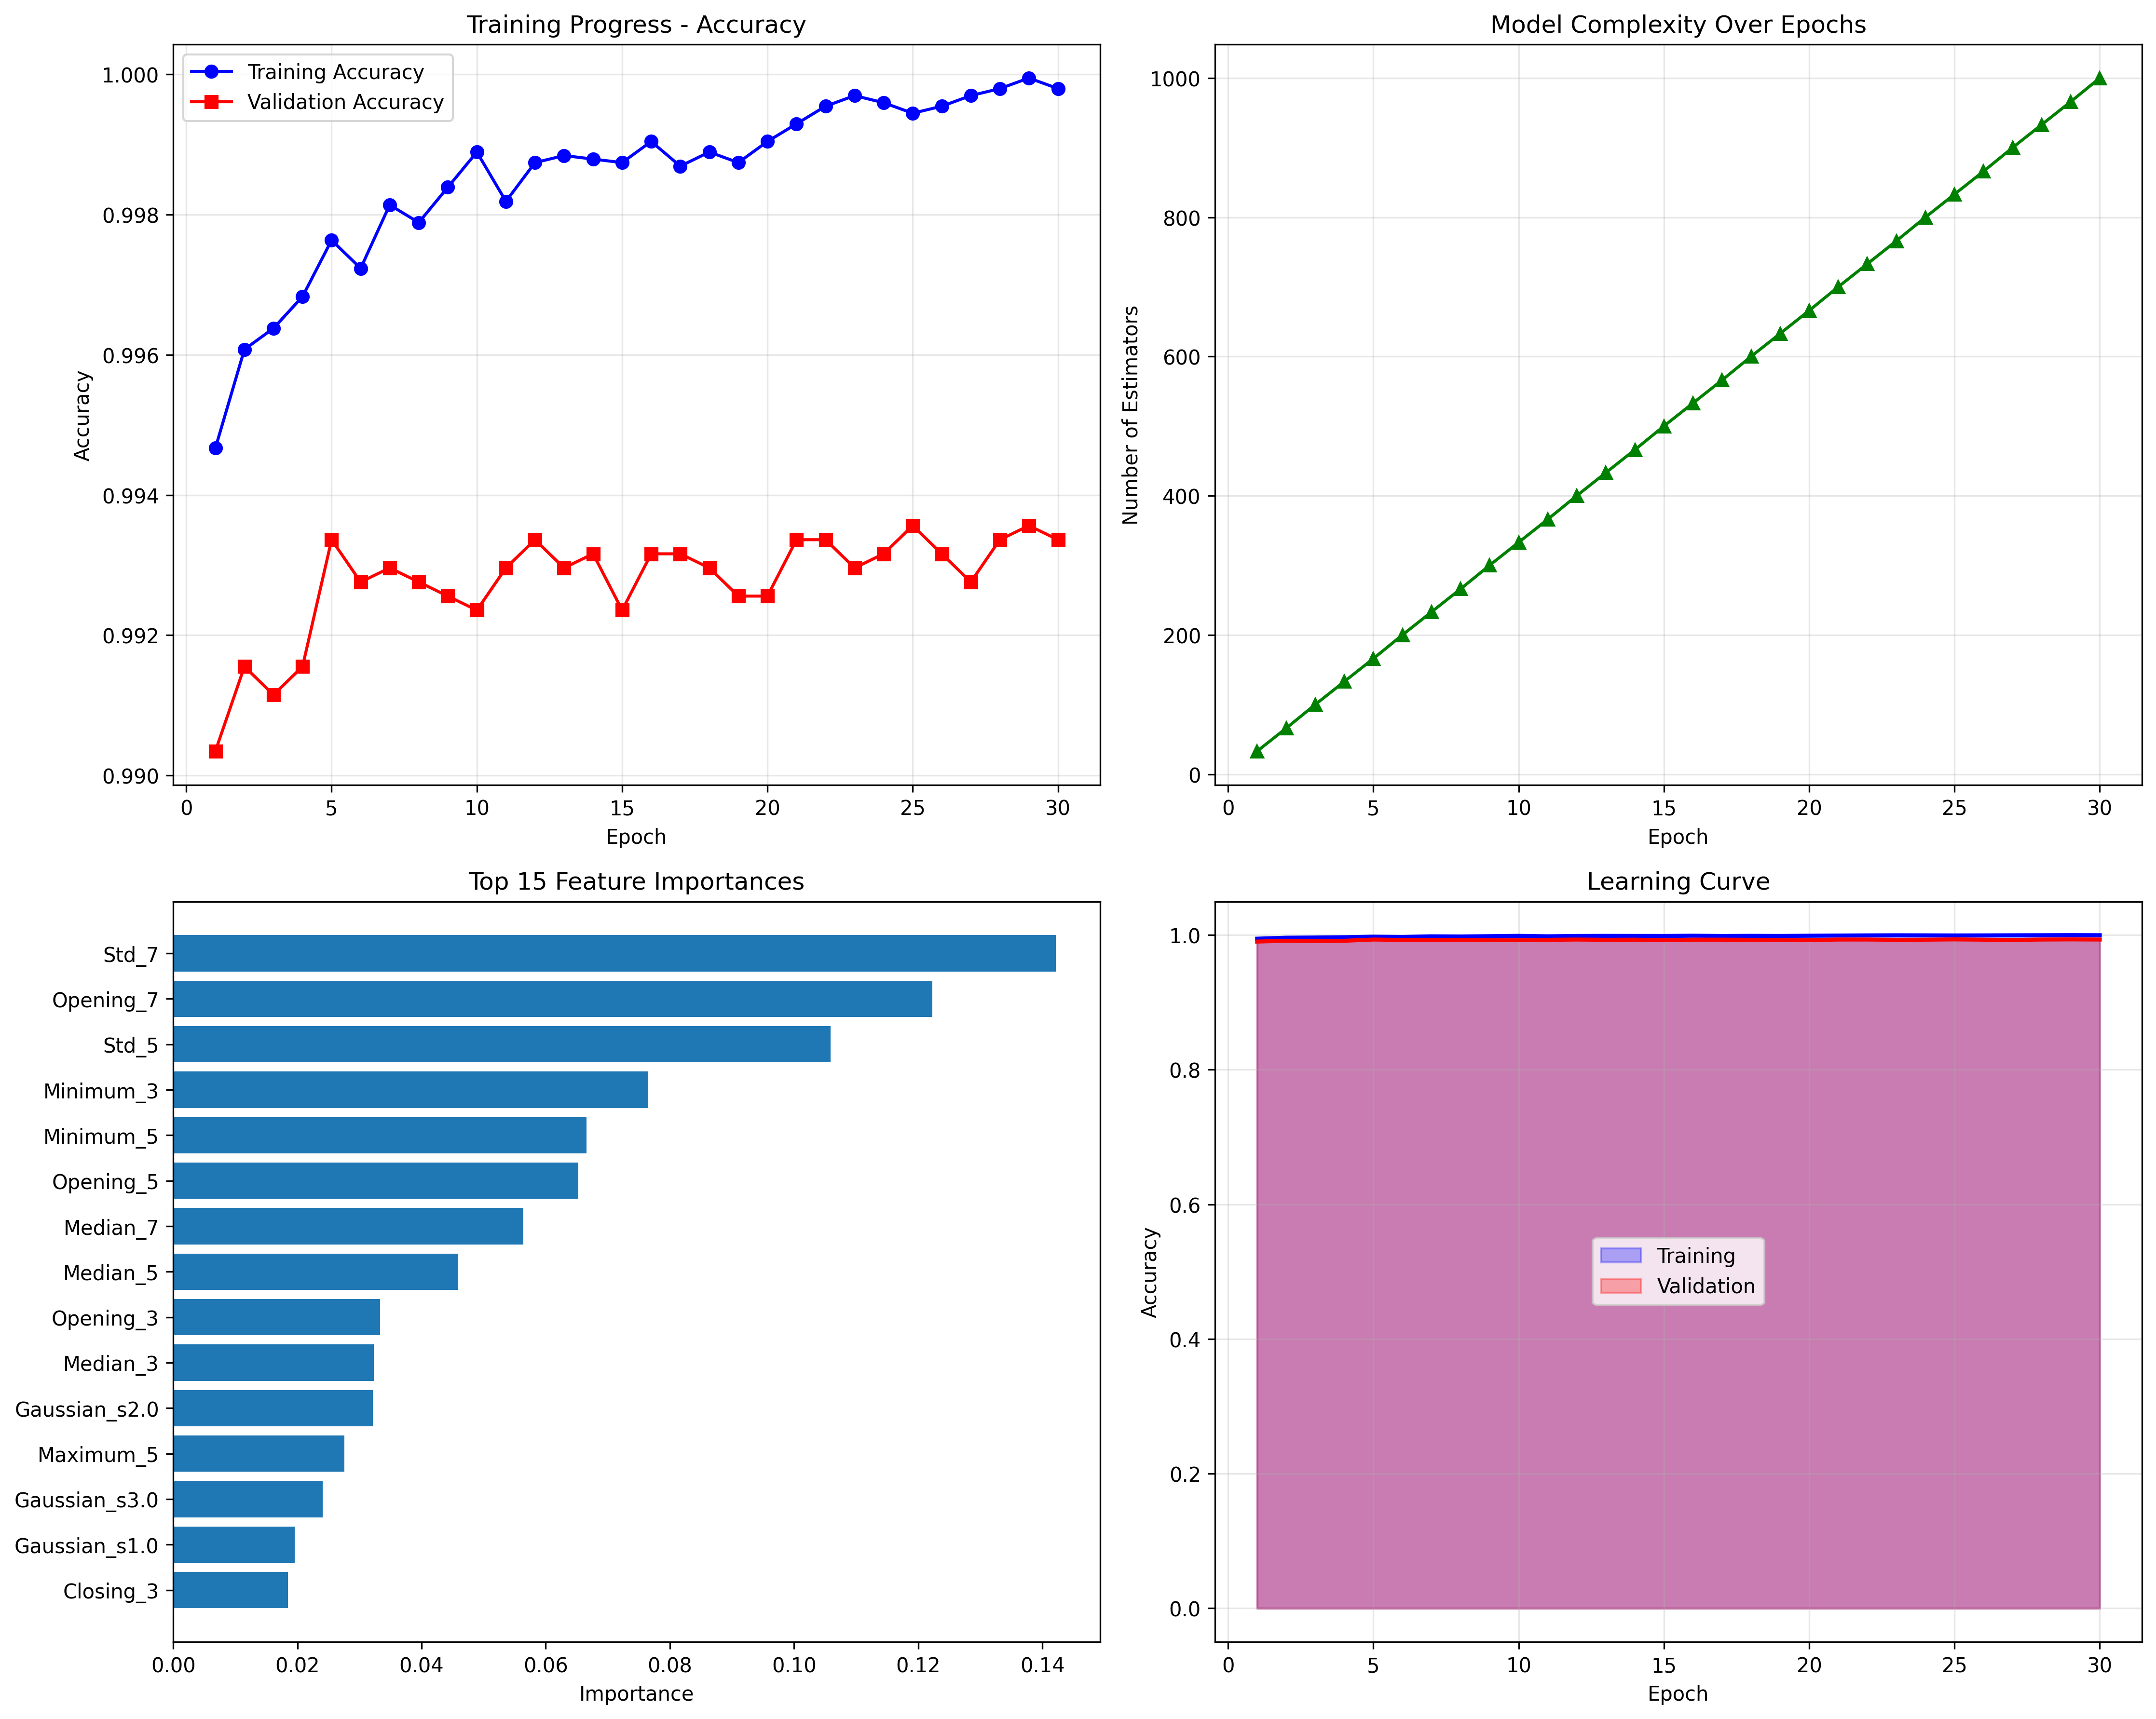 Training Progress - Accuracy
Training Accuracy
Validation Accuracy
Accuracy
1.000
0.998
0.996
0.994
0.992
0.990
0 5 10 15 20 25 30
Epoch
Model Complexity Over Epochs
Number of Estimators
1000
800
600
400
200
0
0 5 10 15 20 25 30
Epoch
Top 15 Feature Importances
Std_7
Opening_7
Std_5
Minimum_3
Minimum_5
Opening_5
Median_7
Median_5
Opening_3
Median_3
Gaussian_s2.0
Maximum_5
Gaussian_s3.0
Gaussian_s1.0
Closing_3
0.00 0.02 0.04 0.06 0.08 0.10 0.12 0.14
Importance
Learning Curve
Accuracy
1.0
0.8
0.6
0.4
0.2
0.0
Training
Validation
0 5 10 15 20 25 30
Epoch